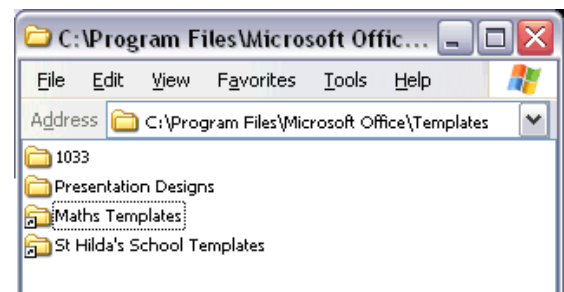 C:\Program Files\Microsoft Offic...
File Edit View Favorites Tools Help
Address C:\Program Files\Microsoft Office\Templates
1033
Presentation Designs
Maths Templates
St Hilda's School Templates